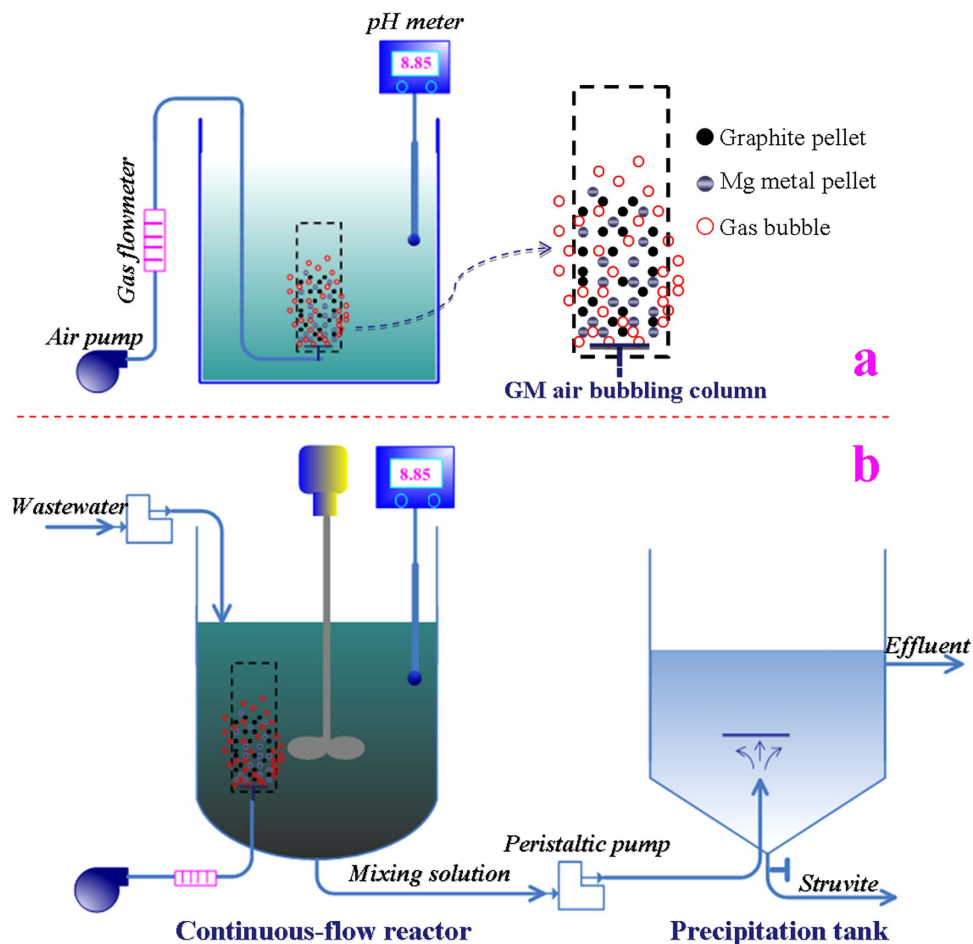 pH meter
8.85
Graphite pellet
Mg metal pellet
Gas bubble
Gas flowmeter
Air pump
GM air bubbling column
a
b
8.85
Wastewater
Effluent
Peristaltic pump
Mixing solution
Struvite
Continuous-flow reactor
Precipitation tank